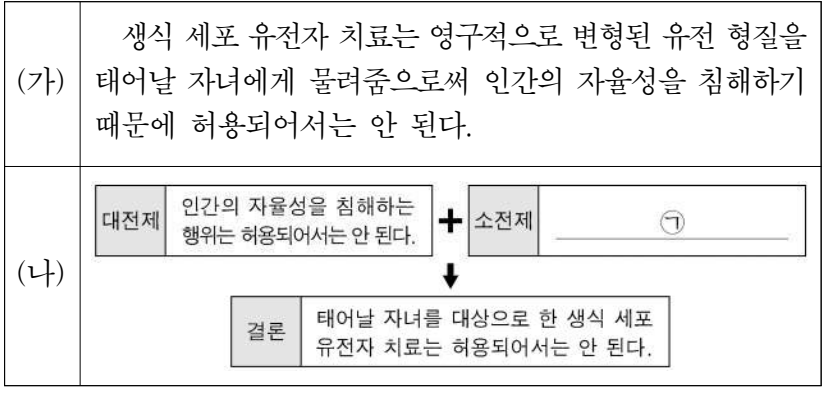 (가)
생식 세포 유전자 치료는 영구적으로 변형된 유전 형질을
태어날 자녀에게 물려줌으로써 인간의 자율성을 침해하기
때문에 허용되어서는 안 된다.
(나)
대전제
인간의 자율성을 침해하는
행위는 허용되어서는 안 된다.
+
소전제
㉠
결론
태어날 자녀를 대상으로 한 생식 세포
유전자 치료는 허용되어서는 안 된다.